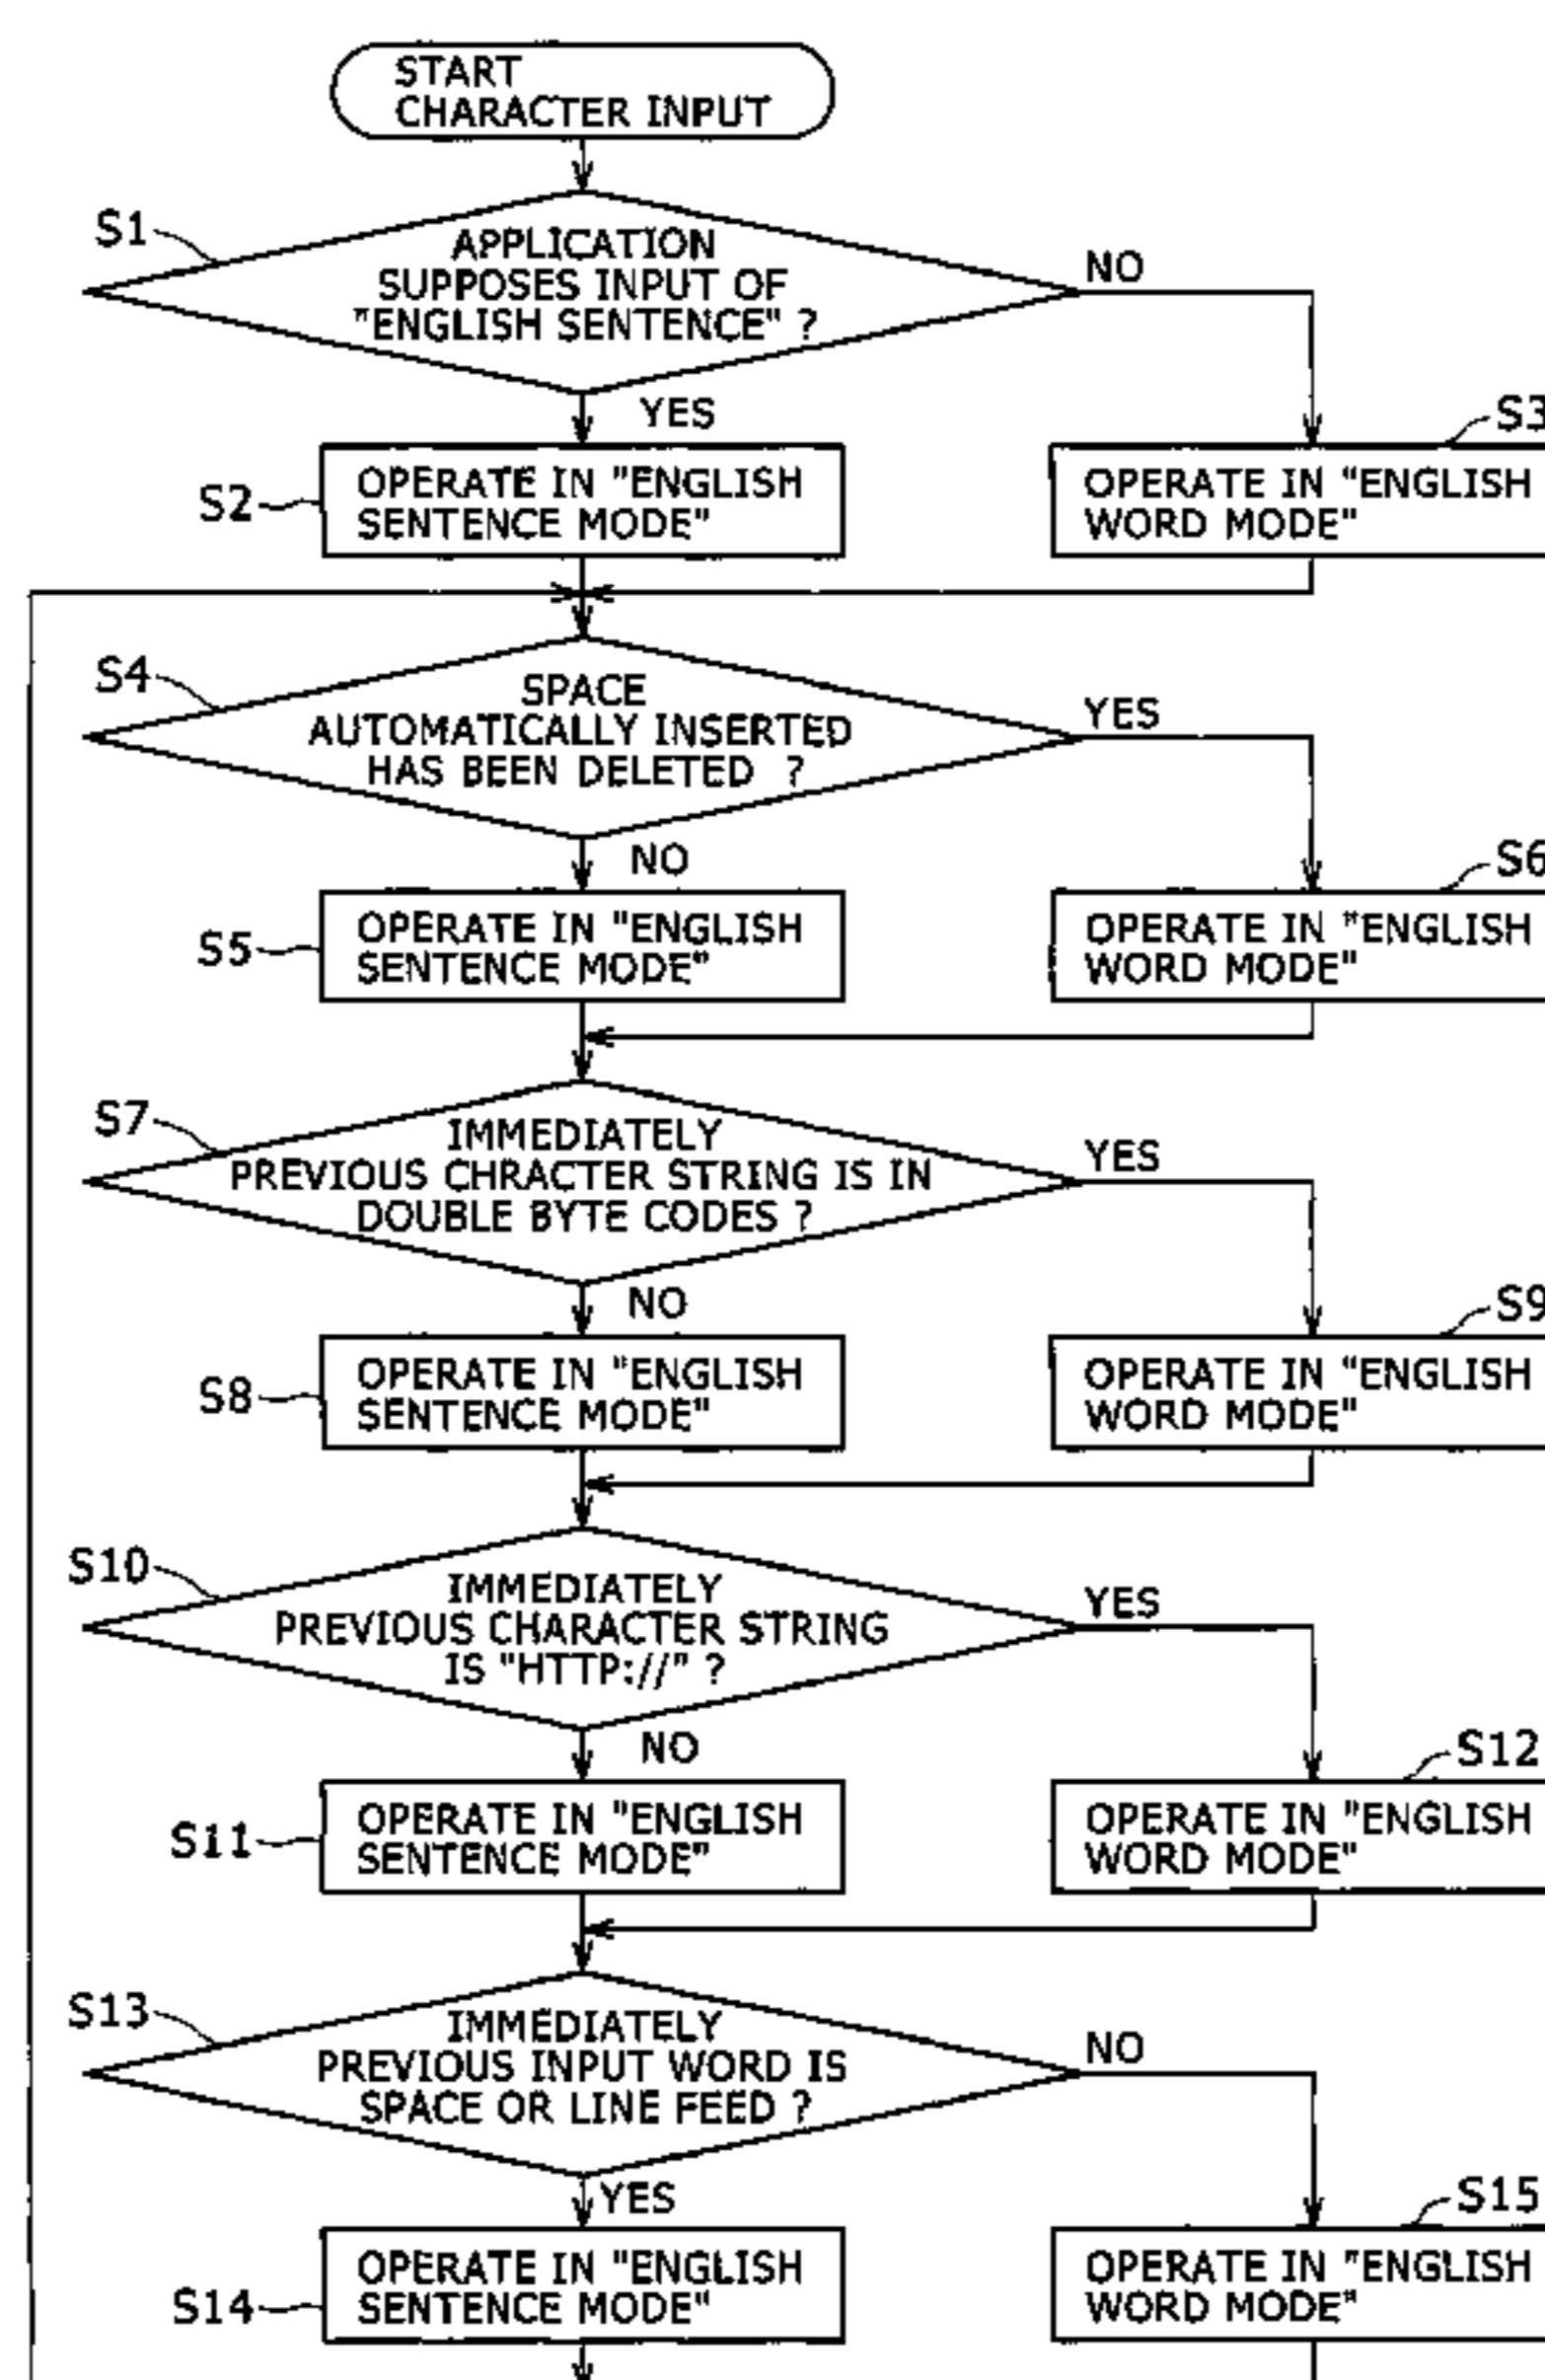 START
CHARACTER INPUT
S1
APPLICATION
SUPPOSES INPUT OF
"ENGLISH SENTENCE" ?
NO
YES
S3
S2
OPERATE IN "ENGLISH
SENTENCE MODE"
OPERATE IN "ENGLISH
WORD MODE"
S4
SPACE
AUTOMATICALLY INSERTED
HAS BEEN DELETED ?
YES
NO
S6
S5
OPERATE IN "ENGLISH
SENTENCE MODE"
OPERATE IN "ENGLISH
WORD MODE"
S7
IMMEDIATELY
PREVIOUS CHRACTER STRING IS IN
DOUBLE BYTE CODES ?
YES
NO
S9
S8
OPERATE IN "ENGLISH
SENTENCE MODE"
OPERATE IN "ENGLISH
WORD MODE"
S10
IMMEDIATELY
PREVIOUS CHARACTER STRING
IS "HTTP://" ?
YES
NO
S12
S11
OPERATE IN "ENGLISH
SENTENCE MODE"
OPERATE IN "ENGLISH
WORD MODE"
S13
IMMEDIATELY
PREVIOUS INPUT WORD IS
SPACE OR LINE FEED ?
NO
YES
S15
S14
OPERATE IN "ENGLISH
SENTENCE MODE"
OPERATE IN "ENGLISH
WORD MODE"